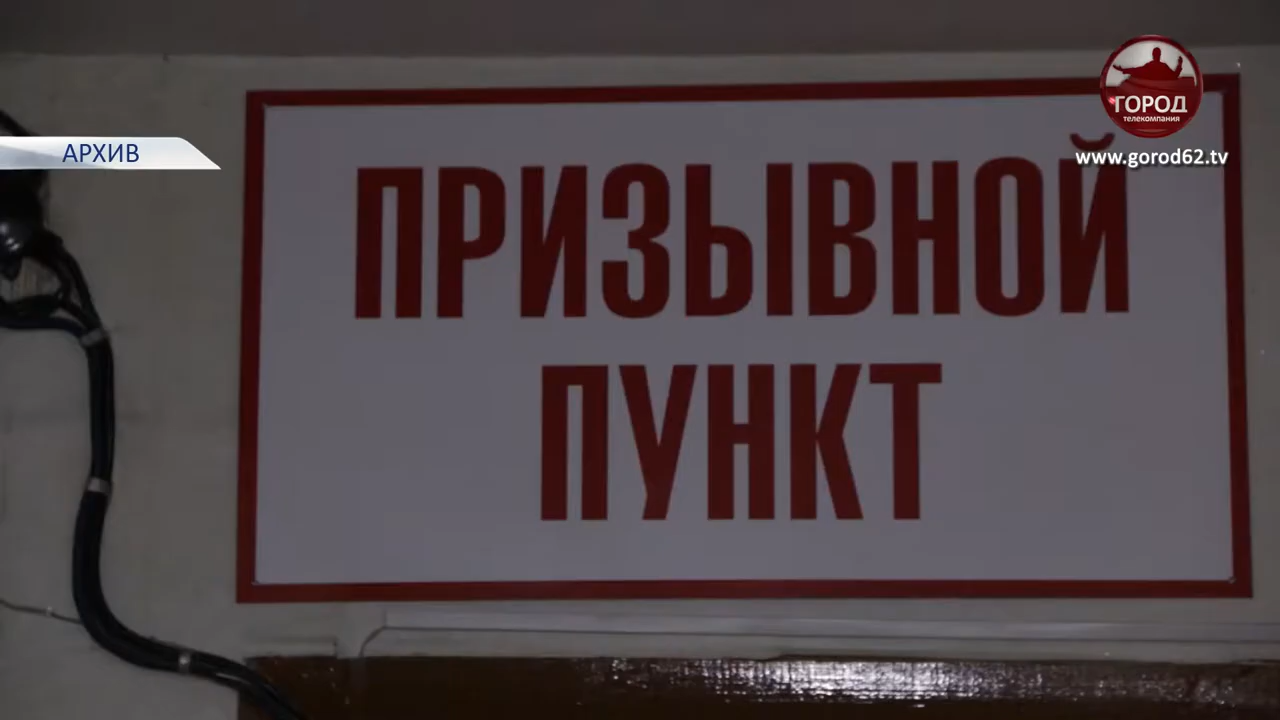 ГОРОД
телекомпания
www.gorod62.tv
АРХИВ
ПРИЗЫВНОЙ
ПУНКТ